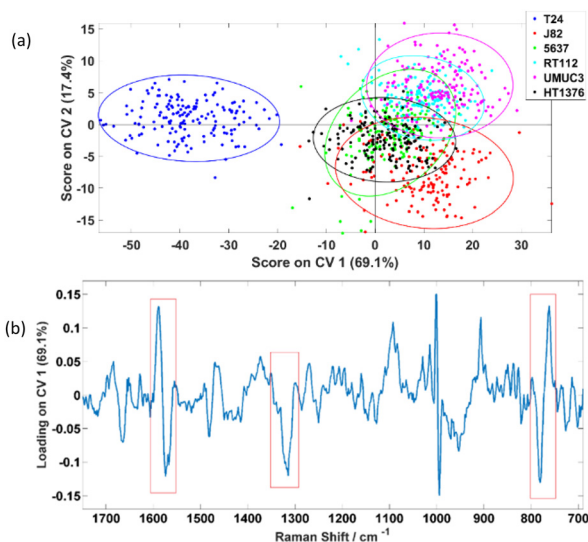 (a)
T24
J82
5637
RT112
UMUC3
HT1376
Score on CV 2 (17.4%)
15
10
5
0
-5
-10
-15
-50 -40 -30 -20 -10 0 10 20 30
Score on CV 1 (69.1%)
(b)
Loading on CV 1 (69.1%)
0.15
0.1
0.05
0
-0.05
-0.1
-0.15
1700 1600 1500 1400 1300 1200 1100 1000 900 800 700
Raman Shift / cm⁻¹